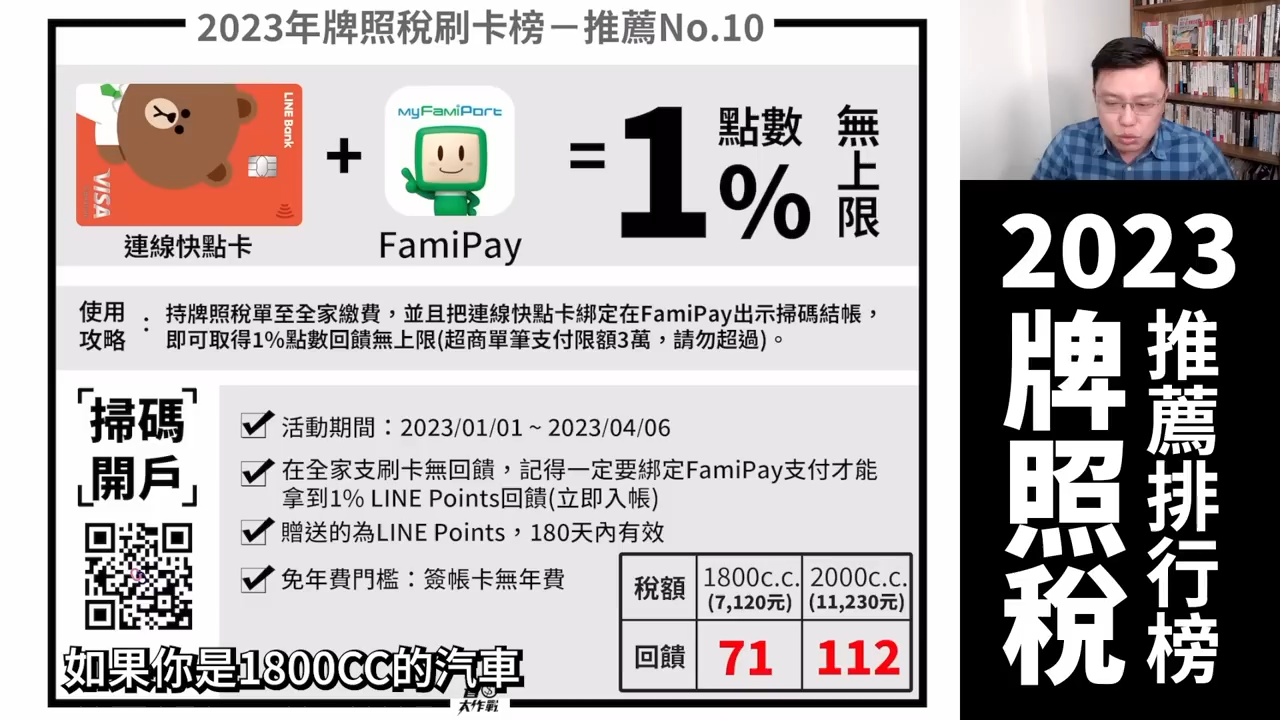 2023年牌照稅刷卡榜－推薦No.10
LINE Bank
VISA
連線快點卡
+
MyFamiPort
FamiPay
=
1%
點數
無上限
使用攻略：
持牌照稅單至全家繳費，並且把連線快點卡綁定在FamiPay出示掃碼結帳，
即可取得1%點數回饋無上限(超商單筆支付限額3萬，請勿超過)。
掃碼
開戶
活動期間：2023/01/01 ~ 2023/04/06
在全家支刷卡無回饋，記得一定要綁定FamiPay支付才能
拿到1% LINE Points回饋(立即入帳)
贈送的為LINE Points，180天內有效
免年費門檻：簽帳卡無年費
稅額 1800c.c. 2000c.c.
(7,120元) (11,230元)
回饋 71 112
如果你是1800CC的汽車
大作戰
2023
牌照稅
推薦排行榜